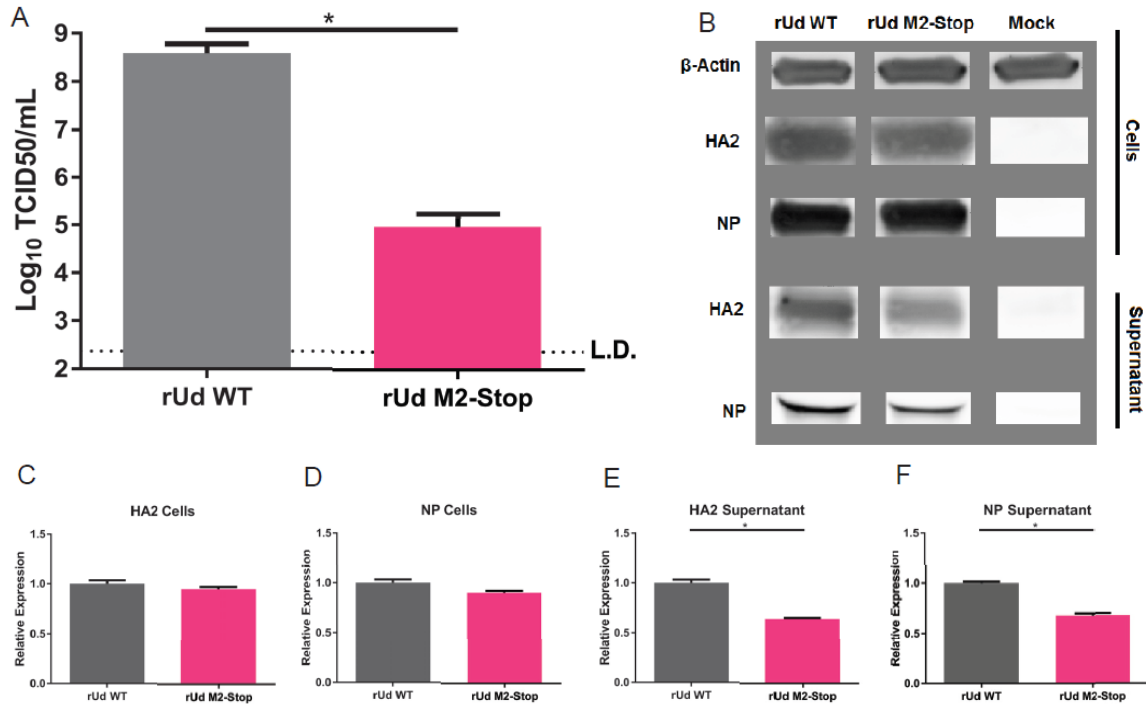 A
*
Log10 TCID50/mL
9
8
7
6
5
4
3
2
L.D.
rUd WT
rUd M2-Stop
B
rUd WT rUd M2-Stop Mock
β-Actin
HA2
NP
HA2
NP
Cells
Supernatant
C
HA2 Cells
Relative Expression
1.5
1.0
0.5
0.0
rUd WT rUd M2-Stop
D
NP Cells
Relative Expression
1.5
1.0
0.5
0.0
rUd WT rUd M2-Stop
E
HA2 Supernatant
*
Relative Expression
1.5
1.0
0.5
0.0
rUd WT rUd M2-Stop
F
NP Supernatant
*
Relative Expression
1.5
1.0
0.5
0.0
rUd WT rUd M2-Stop